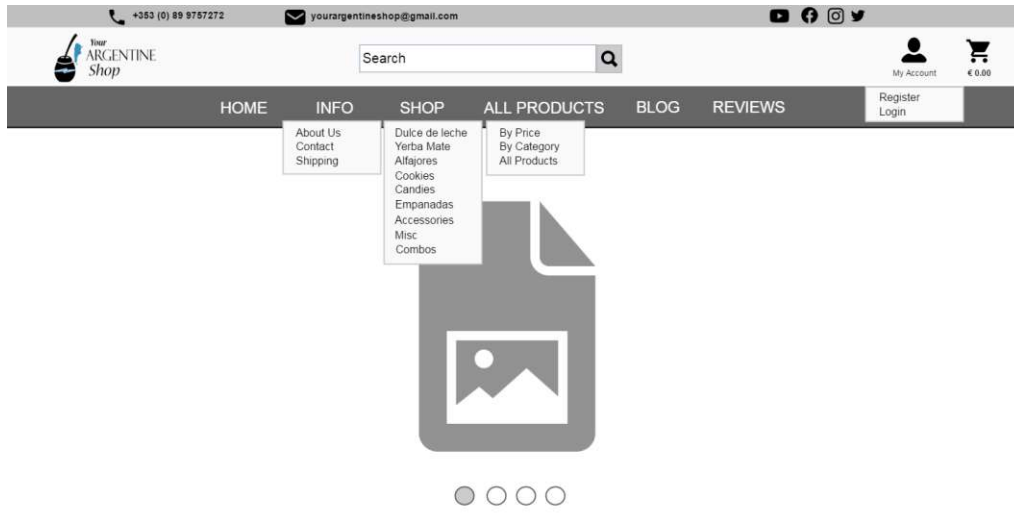 +353 (0) 89 9757272
yourargentineshop@gmail.com
Your
ARGENTINE
Shop
Search
My Account
€ 0.00
HOME INFO SHOP ALL PRODUCTS BLOG REVIEWS
Register
Login
About Us
Contact
Shipping
Dulce de leche
Yerba Mate
Alfajores
Cookies
Candies
Empanadas
Accessories
Misc
Combos
By Price
By Category
All Products